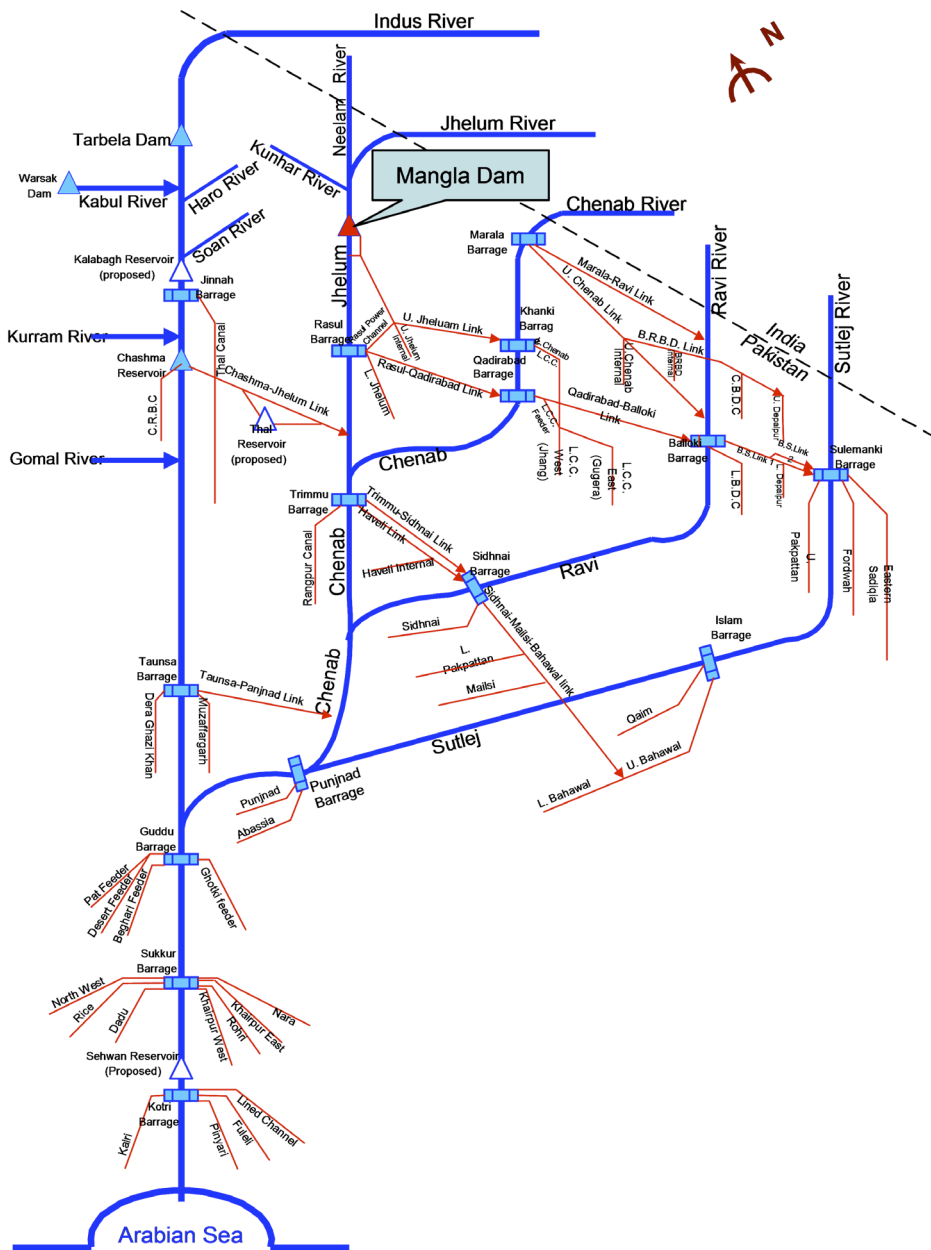 Indus River
N
Neelam River
Jhelum River
Tarbela Dam
Kunhar River
Warsak
Dam
Kabul River
Haro River
Mangla Dam
Chenab River
Soan River
Marala
Barrage
Ravi River
Kalabagh Reservoir
(proposed)
Jinnah
Barrage
Jhelum
Marala-Ravi Link
U. Chenab Link
India
Pakistan
Sutlej River
Kurram River
Thal Canal
Rasul
Barrage
Rasul Power
Channel
U. Jheluam Link
U. Jhelum
Internal
Khanki
Barrag
B.R.B.D. Link
Chashma
Reservoir
Chashma-Jhelum Link
L. Jhelum
Rasul-Qadirabad Link
Qadirabad
Barrage
L.Chenab
L.C.C.
U.Chenab
Internal
BRBD
Internal
C.B.D.C
U. Depalpur
C.R.B.C
Thal
Reservoir
(proposed)
L.C.C.
Feeder
Qadirabad-Balloki
Link
Gomal River
Chenab
L.C.C.
West
(Jhang)
L.C.C.
East
(Gugera)
Balloki
Barrage
B.S.Link 1
2
L. Depalpur
Sulemanki
Barrage
L.B.D.C
Trimmu
Barrage
Trimmu-Sidhnai Link
Haveli Link
Rangpur Canal
Chenab
Haveli Internal
Sidhnai
Barrage
Ravi
U.
Pakpattan
Fordwah
Eastern
Sadiqia
Sidhnai
Sidhnai-Mailsi-Bahawal link
Islam
Barrage
L.
Pakpattan
Mailsi
Taunsa
Barrage
Taunsa-Panjnad Link
Chenab
Dera Ghazi Khan
Muzaffargarh
Qaim
Sutlej
U. Bahawal
L. Bahawal
Punjnad
Barrage
Punjnad
Abassia
Guddu
Barrage
Pat Feeder
Desert Feeder
Beghari Feeder
Ghotki feeder
Sukkur
Barrage
North West
Rice
Dadu
Khairpur West
Rohri
Khairpur East
Nara
Sehwan Reservoir
(Proposed)
Kotri
Barrage
Kalri
Pinyari
Fuleli
Lined Channel
Arabian Sea